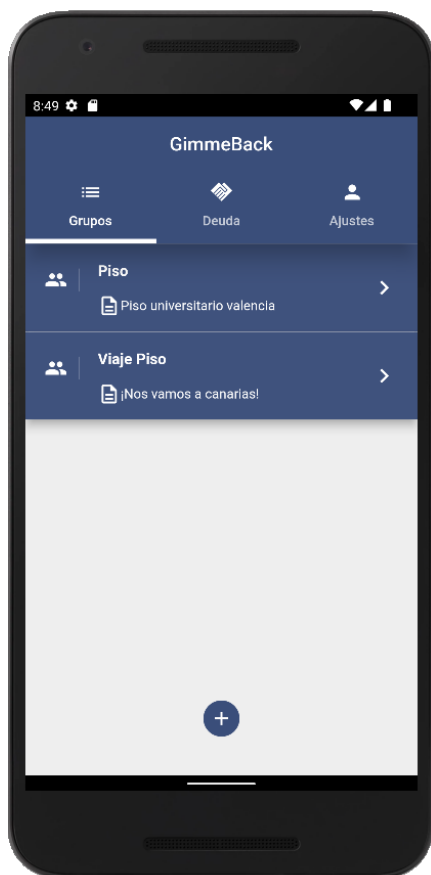 8:49
GimmeBack
Grupos Deuda Ajustes
Piso
Piso universitario valencia
Viaje Piso
¡Nos vamos a canarias!